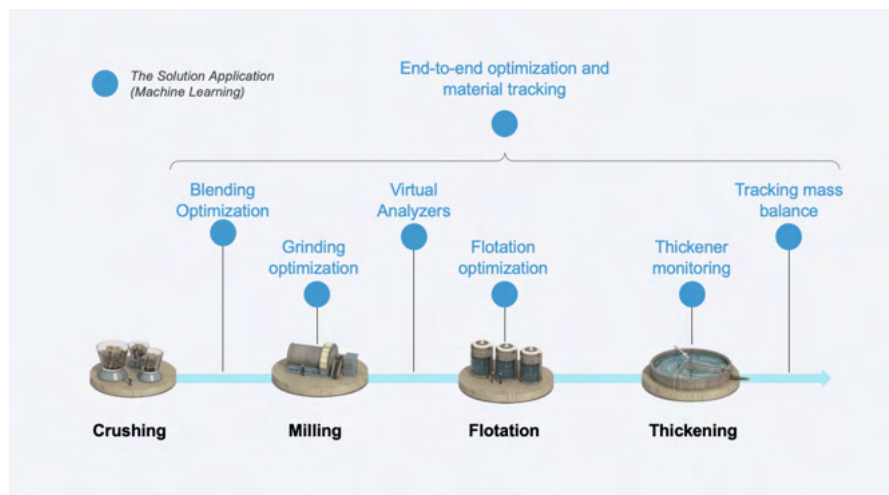 The Solution Application
(Machine Learning)
End-to-end optimization and
material tracking
Blending
Optimization
Virtual
Analyzers
Tracking mass
balance
Grinding
optimization
Flotation
optimization
Thickener
monitoring
Crushing
Milling
Flotation
Thickening